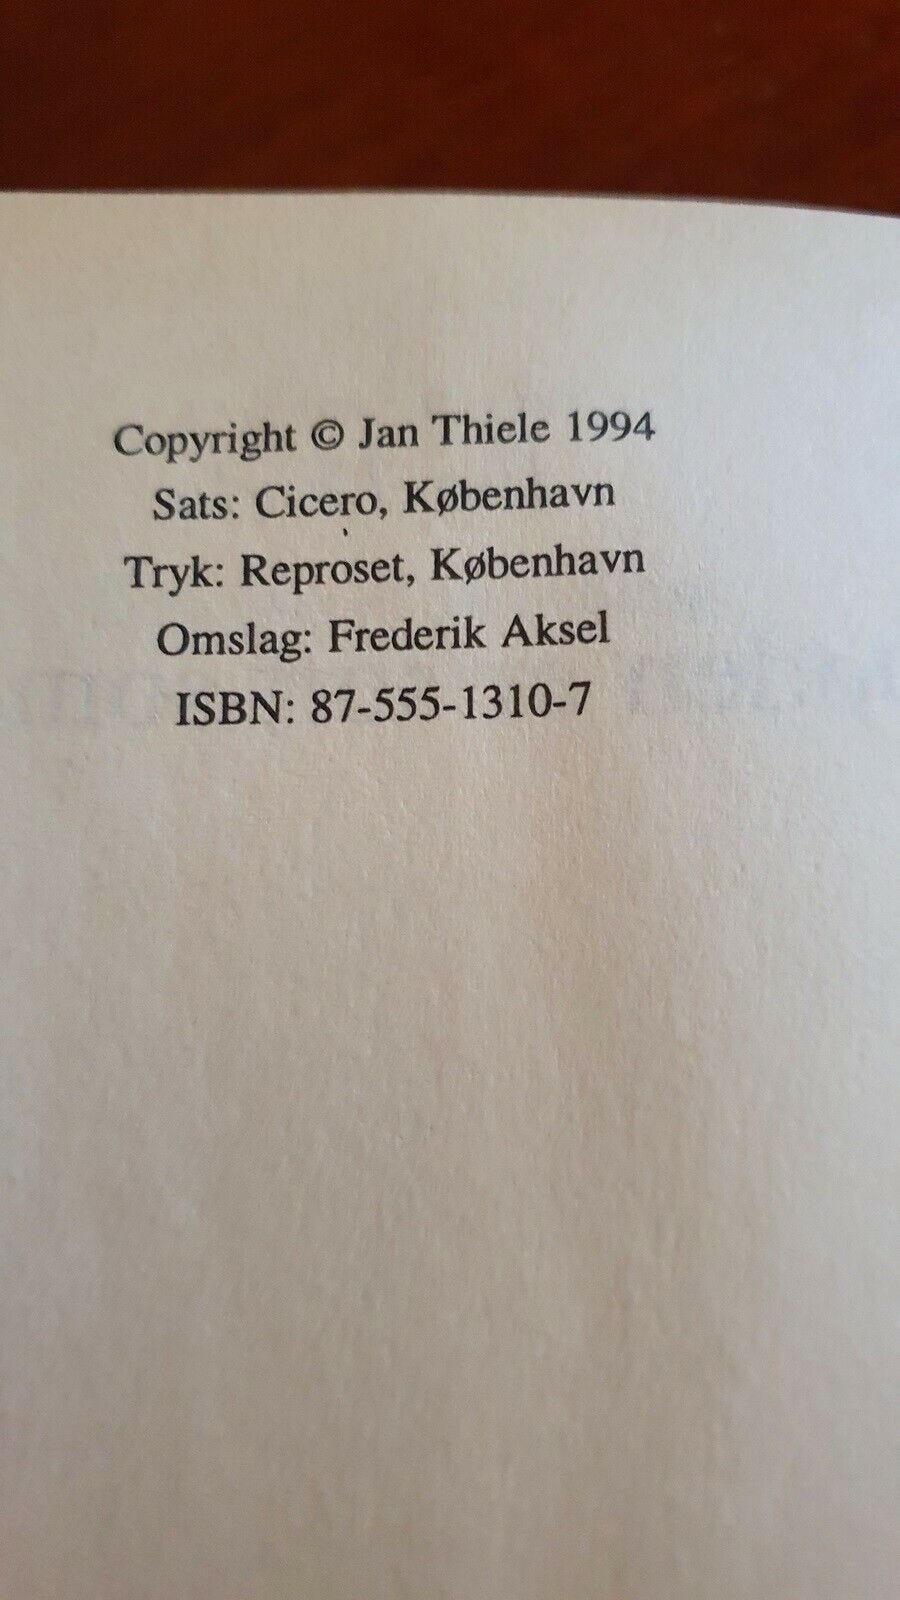 Copyright © Jan Thiele 1994
Sats: Cicero, København
Tryk: Reproset, København
Omslag: Frederik Aksel
ISBN: 87-555-1310-7